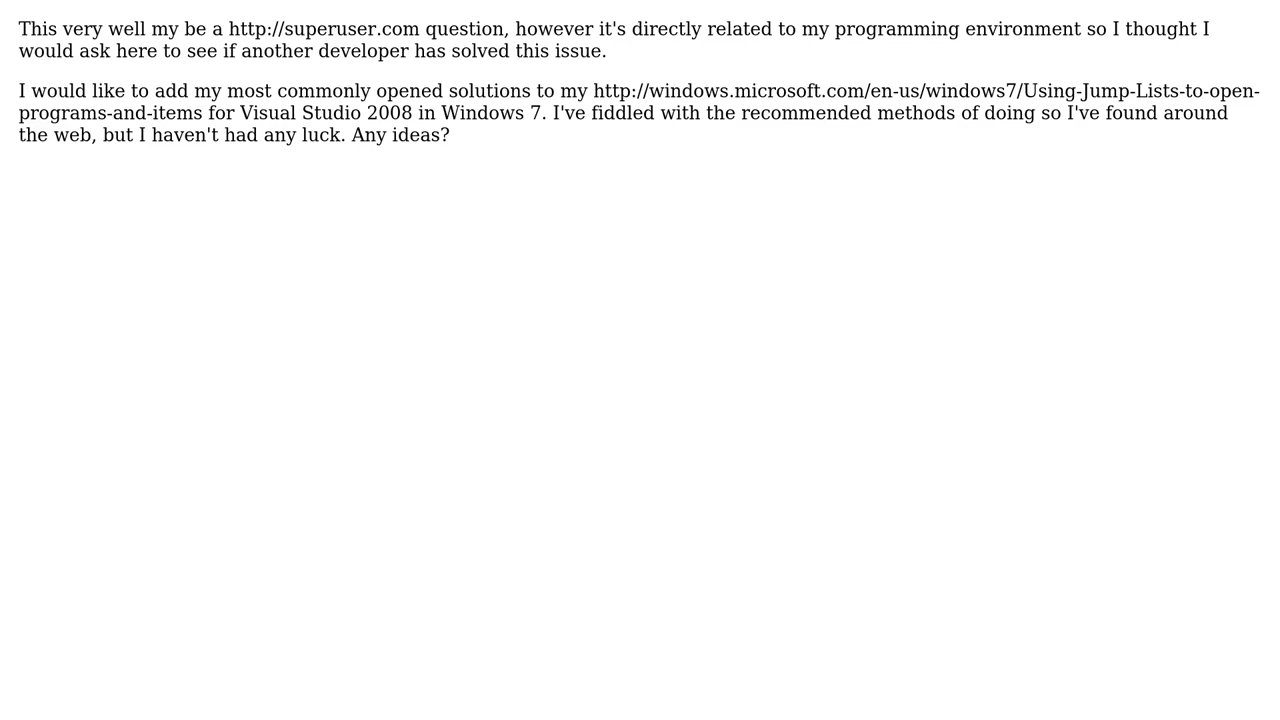 This very well my be a http://superuser.com question, however it's directly related to my programming environment so I thought I
would ask here to see if another developer has solved this issue.
I would like to add my most commonly opened solutions to my http://windows.microsoft.com/en-us/windows7/Using-Jump-Lists-to-open-
programs-and-items for Visual Studio 2008 in Windows 7. I've fiddled with the recommended methods of doing so I've found around
the web, but I haven't had any luck. Any ideas?